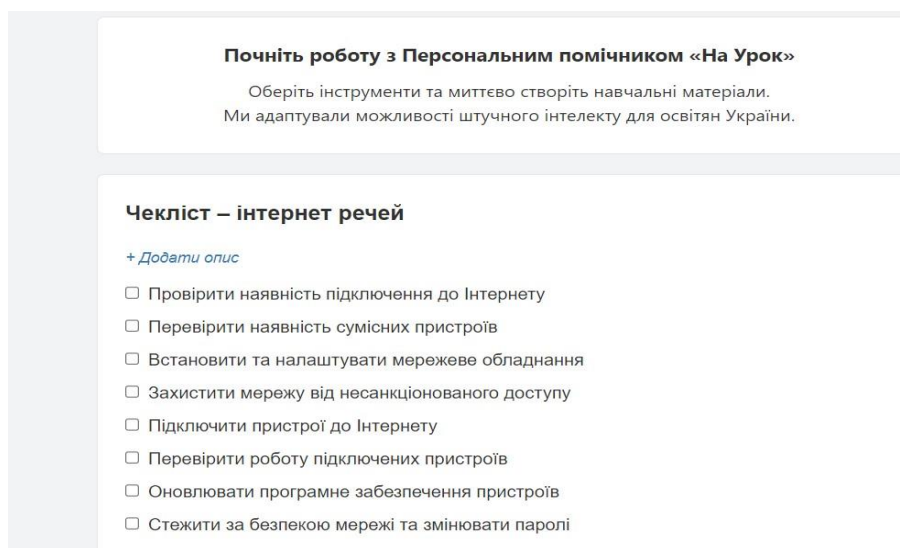 Почніть роботу з Персональним помічником «На Урок»
Оберіть інструменти та миттєво створіть навчальні матеріали.
Ми адаптували можливості штучного інтелекту для освітян України.
Чекліст – інтернет речей
+ Додати опис
Провірити наявність підключення до Інтернету
Перевірити наявність сумісних пристроїв
Встановити та налаштувати мережеве обладнання
Захистити мережу від несанкціонованого доступу
Підключити пристрої до Інтернету
Перевірити роботу підключених пристроїв
Оновлювати програмне забезпечення пристроїв
Стежити за безпекою мережі та змінювати паролі